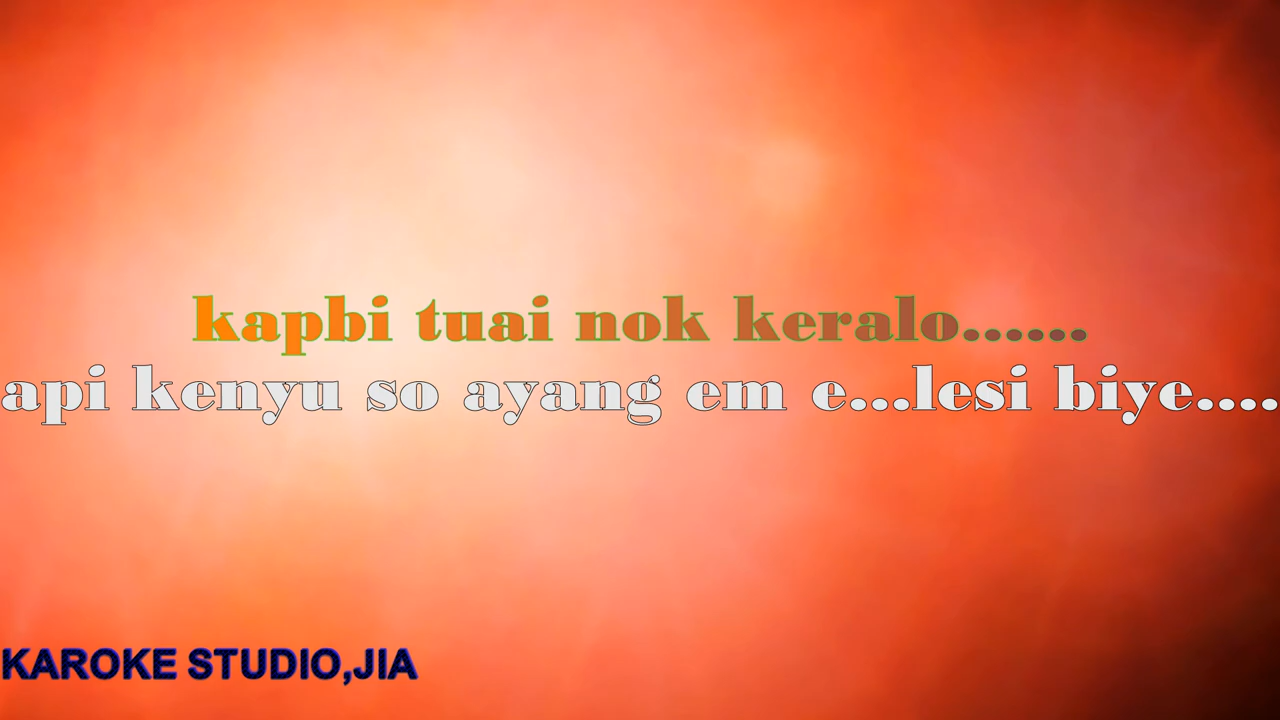 kapbi tuai nok keralo......
api kenyu so ayang em e...lesi biye....
KAROKE STUDIO,JIA